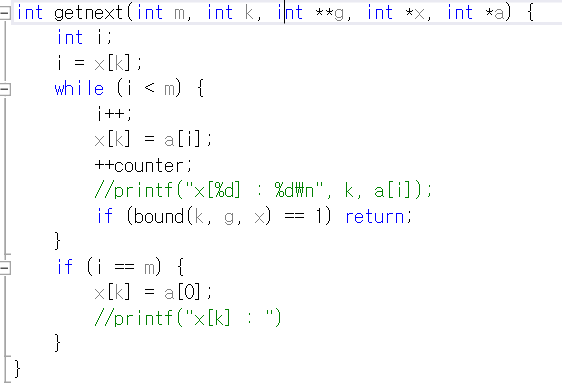 int getnext(int m, int k, int **g, int *x, int *a) {
    int i;
    i = x[k];
    while (i < m) {
        i++;
        x[k] = a[i];
        ++counter;
        //printf("x[%d] : %d₩n", k, a[i]);
        if (bound(k, g, x) == 1) return;
    }
    if (i == m) {
        x[k] = a[0];
        //printf("x[k] : ")
    }
}